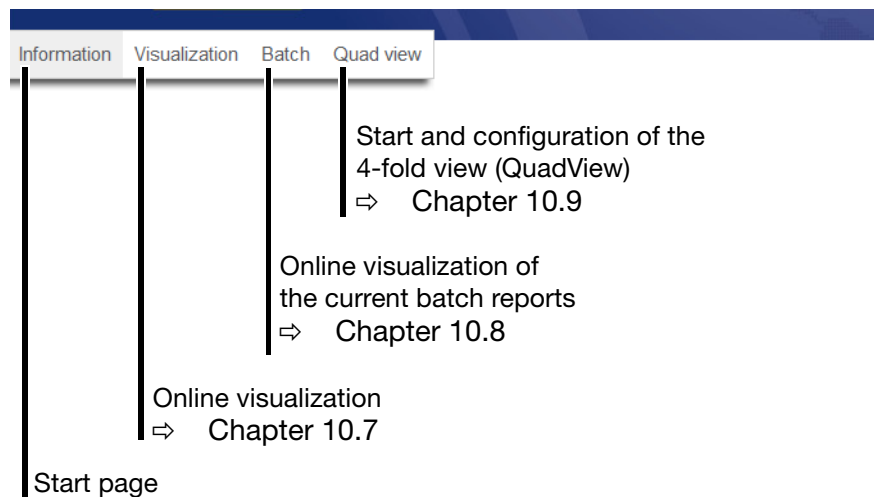 Information Visualization Batch Quad view
Start and configuration of the
4-fold view (QuadView)
⇨ Chapter 10.9
Online visualization of
the current batch reports
⇨ Chapter 10.8
Online visualization
⇨ Chapter 10.7
Start page